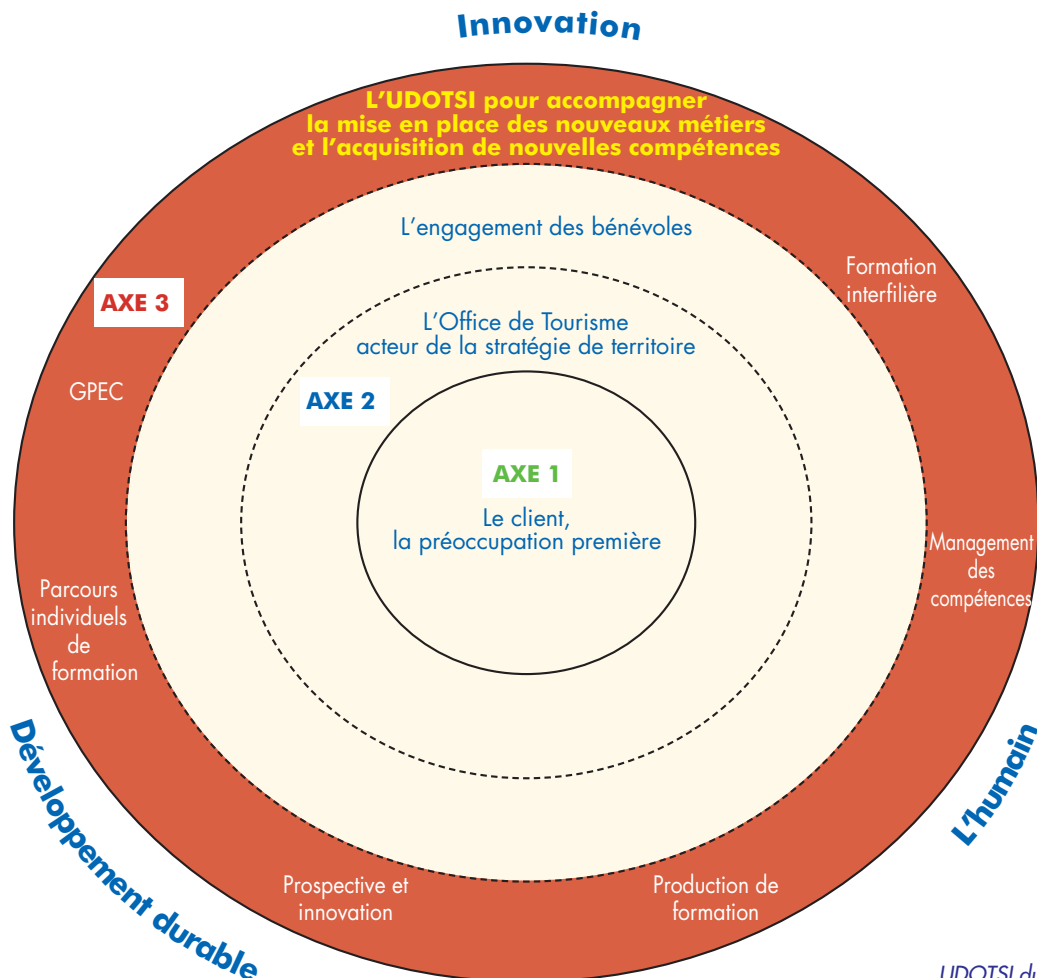 Innovation
L'UDOTSI pour accompagner
la mise en place des nouveaux métiers
et l'acquisition de nouvelles compétences
L'engagement des bénévoles
Formation
interfilière
AXE 3
L'Office de Tourisme
acteur de la stratégie de territoire
GPEC
AXE 2
AXE 1
Le client,
la préoccupation première
Management
des
compétences
Parcours
individuels
de
formation
Développement durable
L'humain
Prospective et
innovation
Production de
formation
UDOTSI du